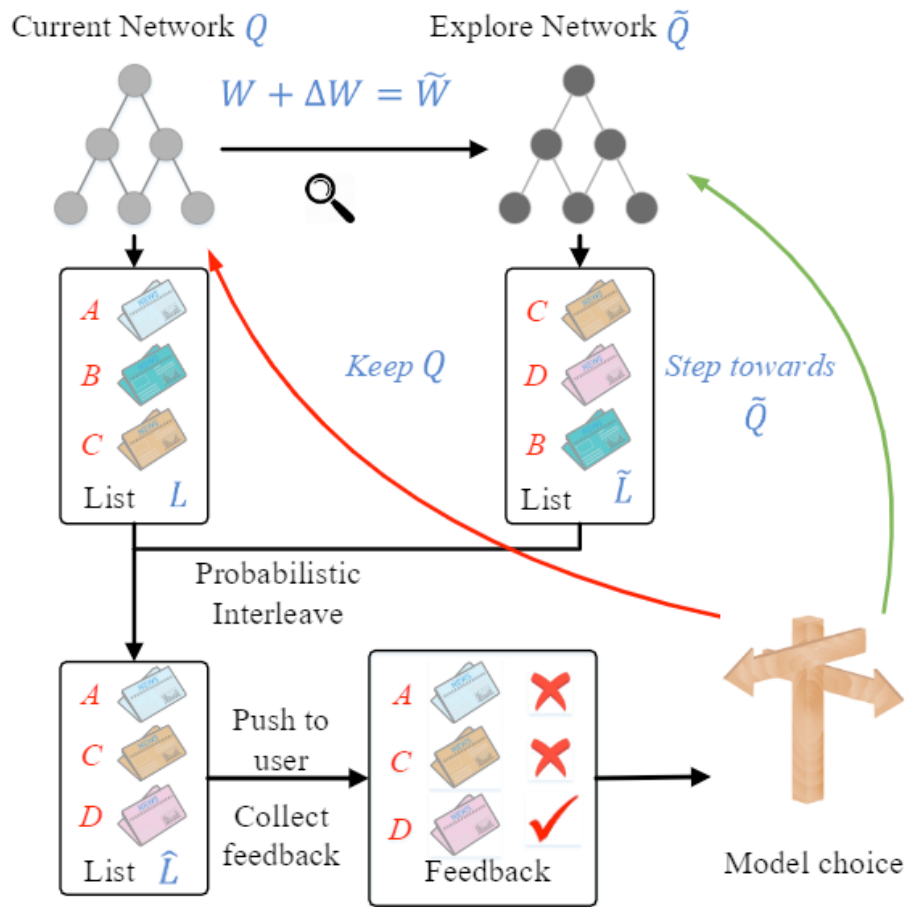 Current Network Q
Explore Network Q̃
W + ΔW = W̃
A
B
C
List L
C
D
B
List L̃
Keep Q
Step towards
Q̃
Probabilistic
Interleave
A
C
D
List L̂
Push to
user
Collect
feedback
A
C
D
Feedback
Model choice